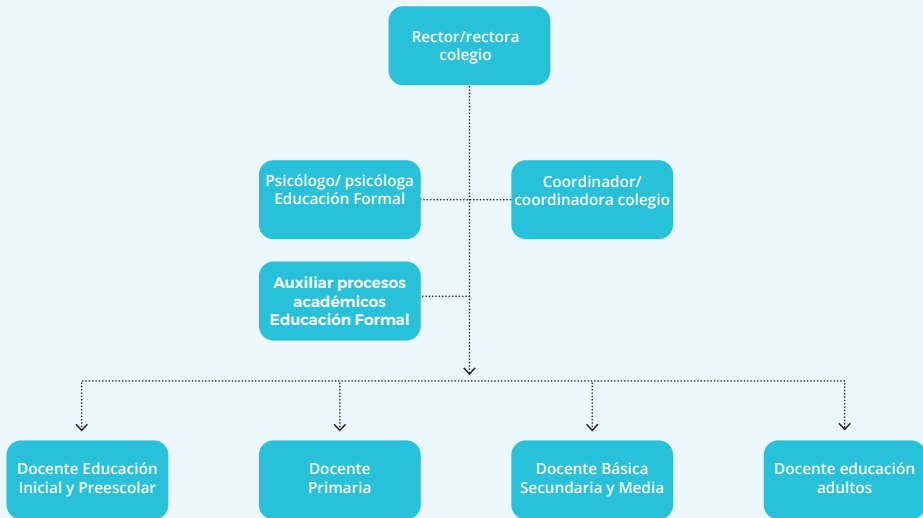 Rector/rectora
colegio
Psicólogo/ psicóloga
Educación Formal
Coordinador/
coordinadora colegio
Auxiliar procesos
académicos
Educación Formal
Docente Educación
Inicial y Preescolar
Docente
Primaria
Docente Básica
Secundaria y Media
Docente educación
adultos